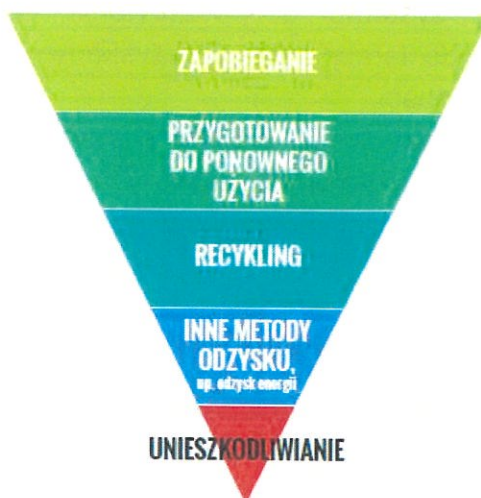 ZAPOBIEGANIE
PRZYGOTOWANIE
DO PONOWNEGO
UŻYCIA
RECYKLING
INNE METODY
ODZYSKU,
np. odzysk energii
UNIESZKODLIWIANIE